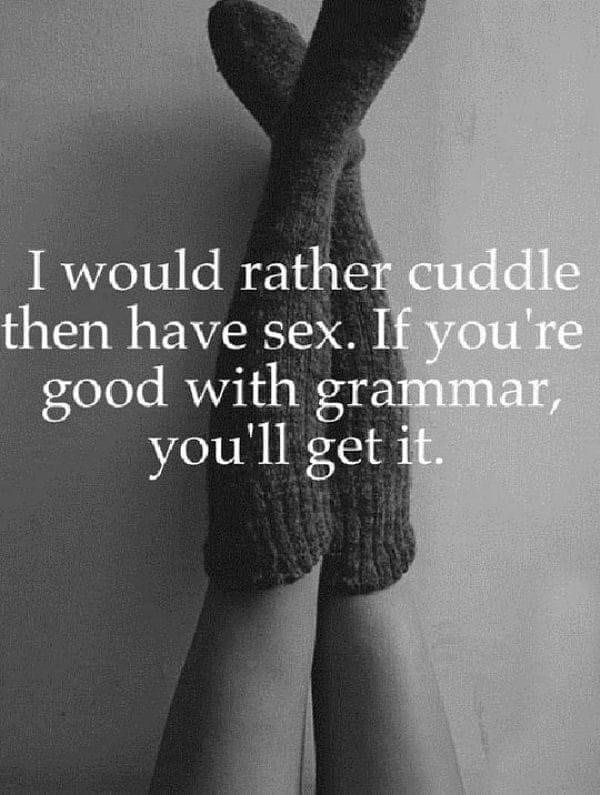 I would rather cuddle
then have sex. If you're
good with grammar,
you'll get it.